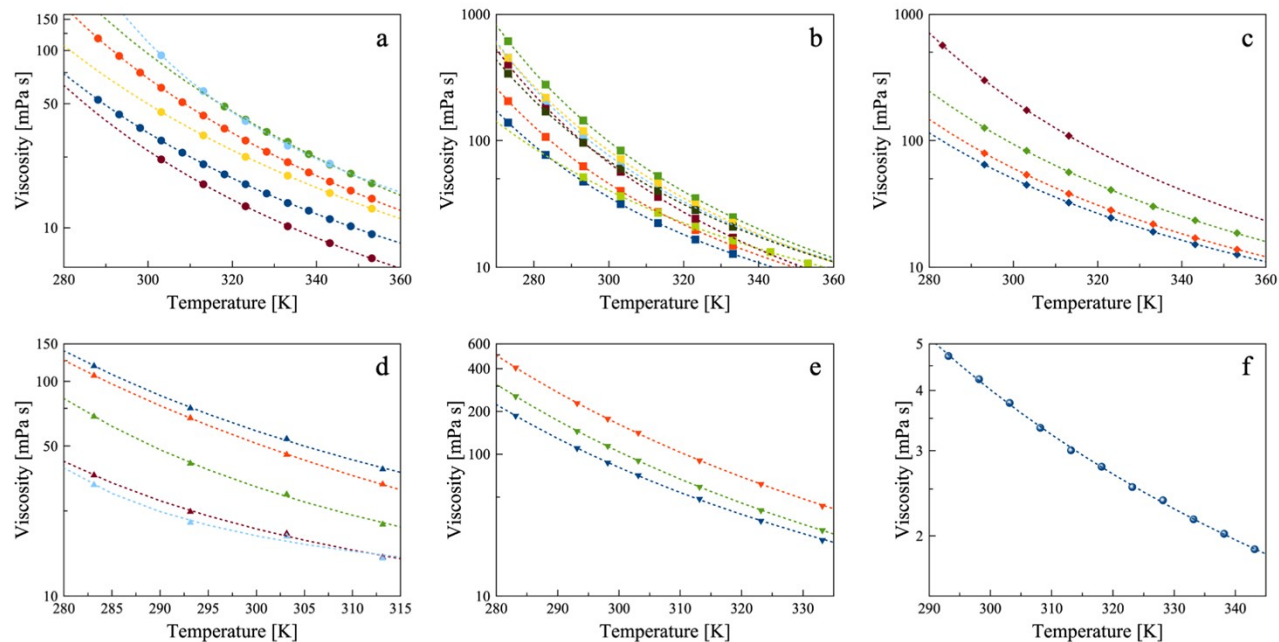 a
Viscosity [mPa s]
150
100
50
10
280 300 320 340 360
Temperature [K]
b
Viscosity [mPa s]
1000
100
10
280 300 320 340 360
Temperature [K]
c
Viscosity [mPa s]
1000
100
10
280 300 320 340 360
Temperature [K]
d
Viscosity [mPa s]
150
100
50
10
280 285 290 295 300 305 310 315
Temperature [K]
e
Viscosity [mPa s]
600
400
200
100
10
280 290 300 310 320 330
Temperature [K]
f
Viscosity [mPa s]
5
4
3
2
290 300 310 320 330 340
Temperature [K]